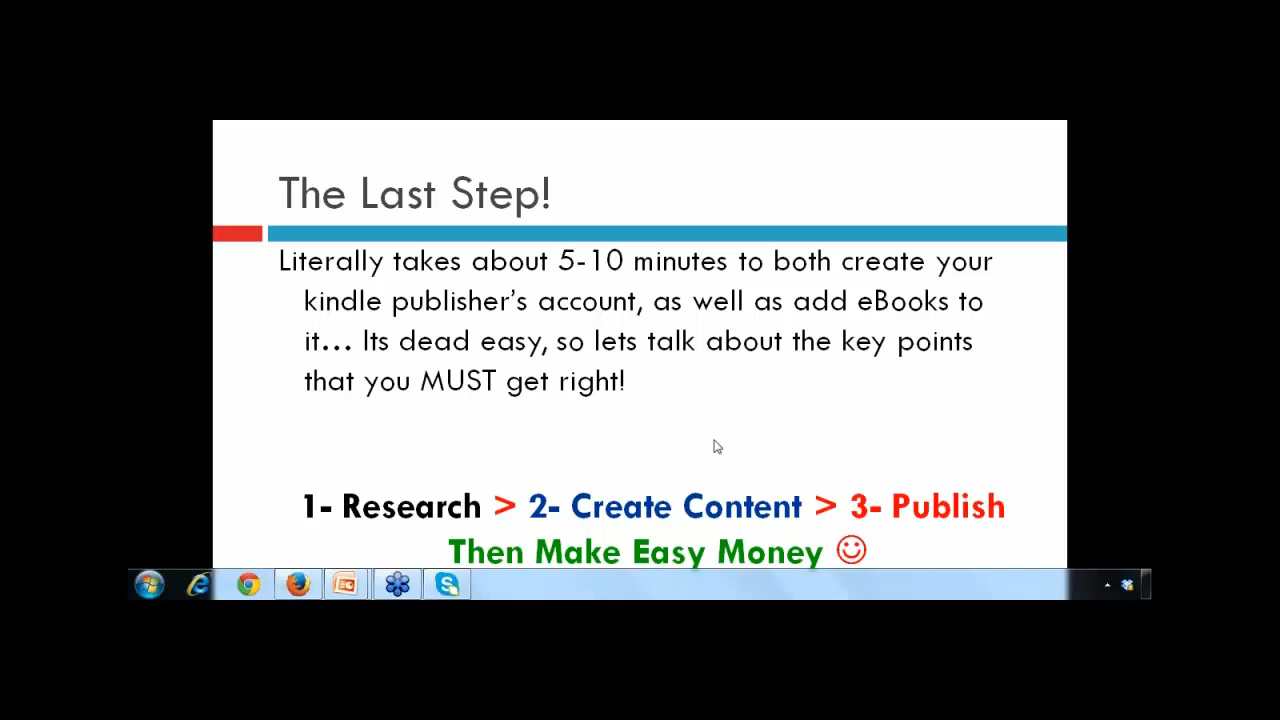 The Last Step!
Literally takes about 5-10 minutes to both create your
kindle publisher's account, as well as add eBooks to
it... Its dead easy, so lets talk about the key points
that you MUST get right!
1- Research > 2- Create Content > 3- Publish
Then Make Easy Money ☺